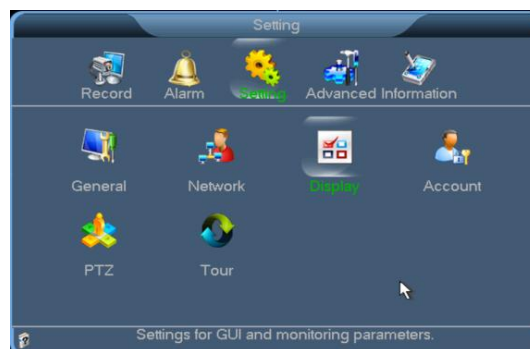 Setting
Record Alarm Setting Advanced Information
General Network Display Account
PTZ Tour
Settings for GUI and monitoring parameters.